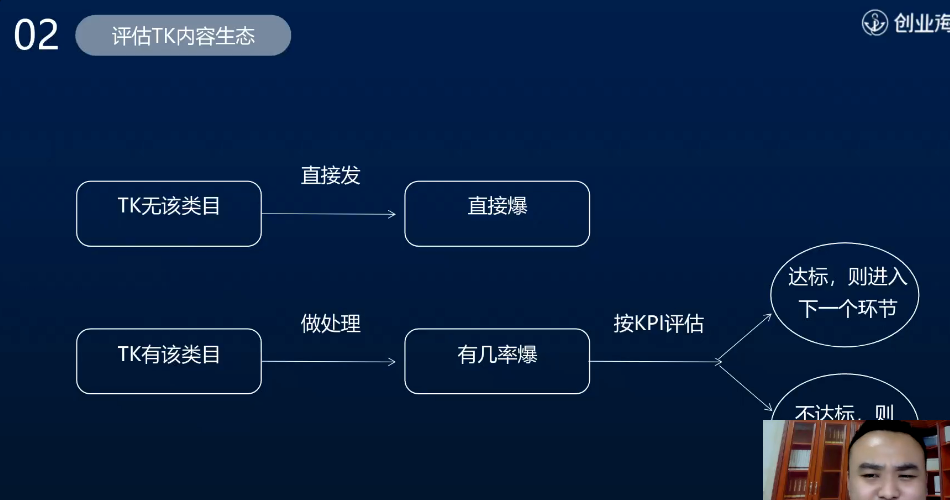 02
评估TK内容生态
创业海
直接发
TK无该类目
直接爆
做处理
TK有该类目
有几率爆
按KPI评估
达标，则进入
下一个环节
不达标，则